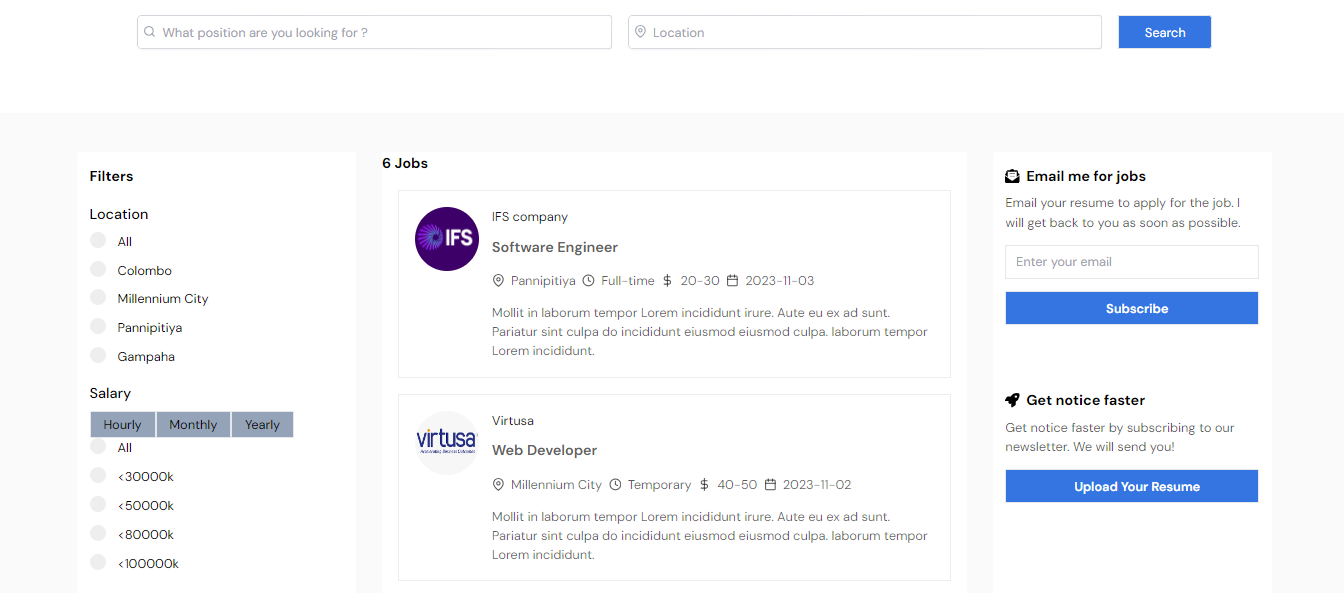 What position are you looking for ?
Location
Search
Filters
Location
All
Colombo
Millennium City
Pannipitiya
Gampaha
Salary
Hourly Monthly Yearly
All
<30000k
<50000k
<80000k
<100000k
6 Jobs
IFS
IFS company
Software Engineer
Pannipitiya Full-time $ 20-30 2023-11-03
Mollit in laborum tempor Lorem incididunt irure. Aute eu ex ad sunt.
Pariatur sint culpa do incididunt eiusmod eiusmod culpa. laborum tempor
Lorem incididunt.
virtusa
Virtusa
Web Developer
Millennium City Temporary $ 40-50 2023-11-02
Mollit in laborum tempor Lorem incididunt irure. Aute eu ex ad sunt.
Pariatur sint culpa do incididunt eiusmod eiusmod culpa. laborum tempor
Lorem incididunt.
Email me for jobs
Email your resume to apply for the job. I
will get back to you as soon as possible.
Enter your email
Subscribe
Get notice faster
Get notice faster by subscribing to our
newsletter. We will send you!
Upload Your Resume